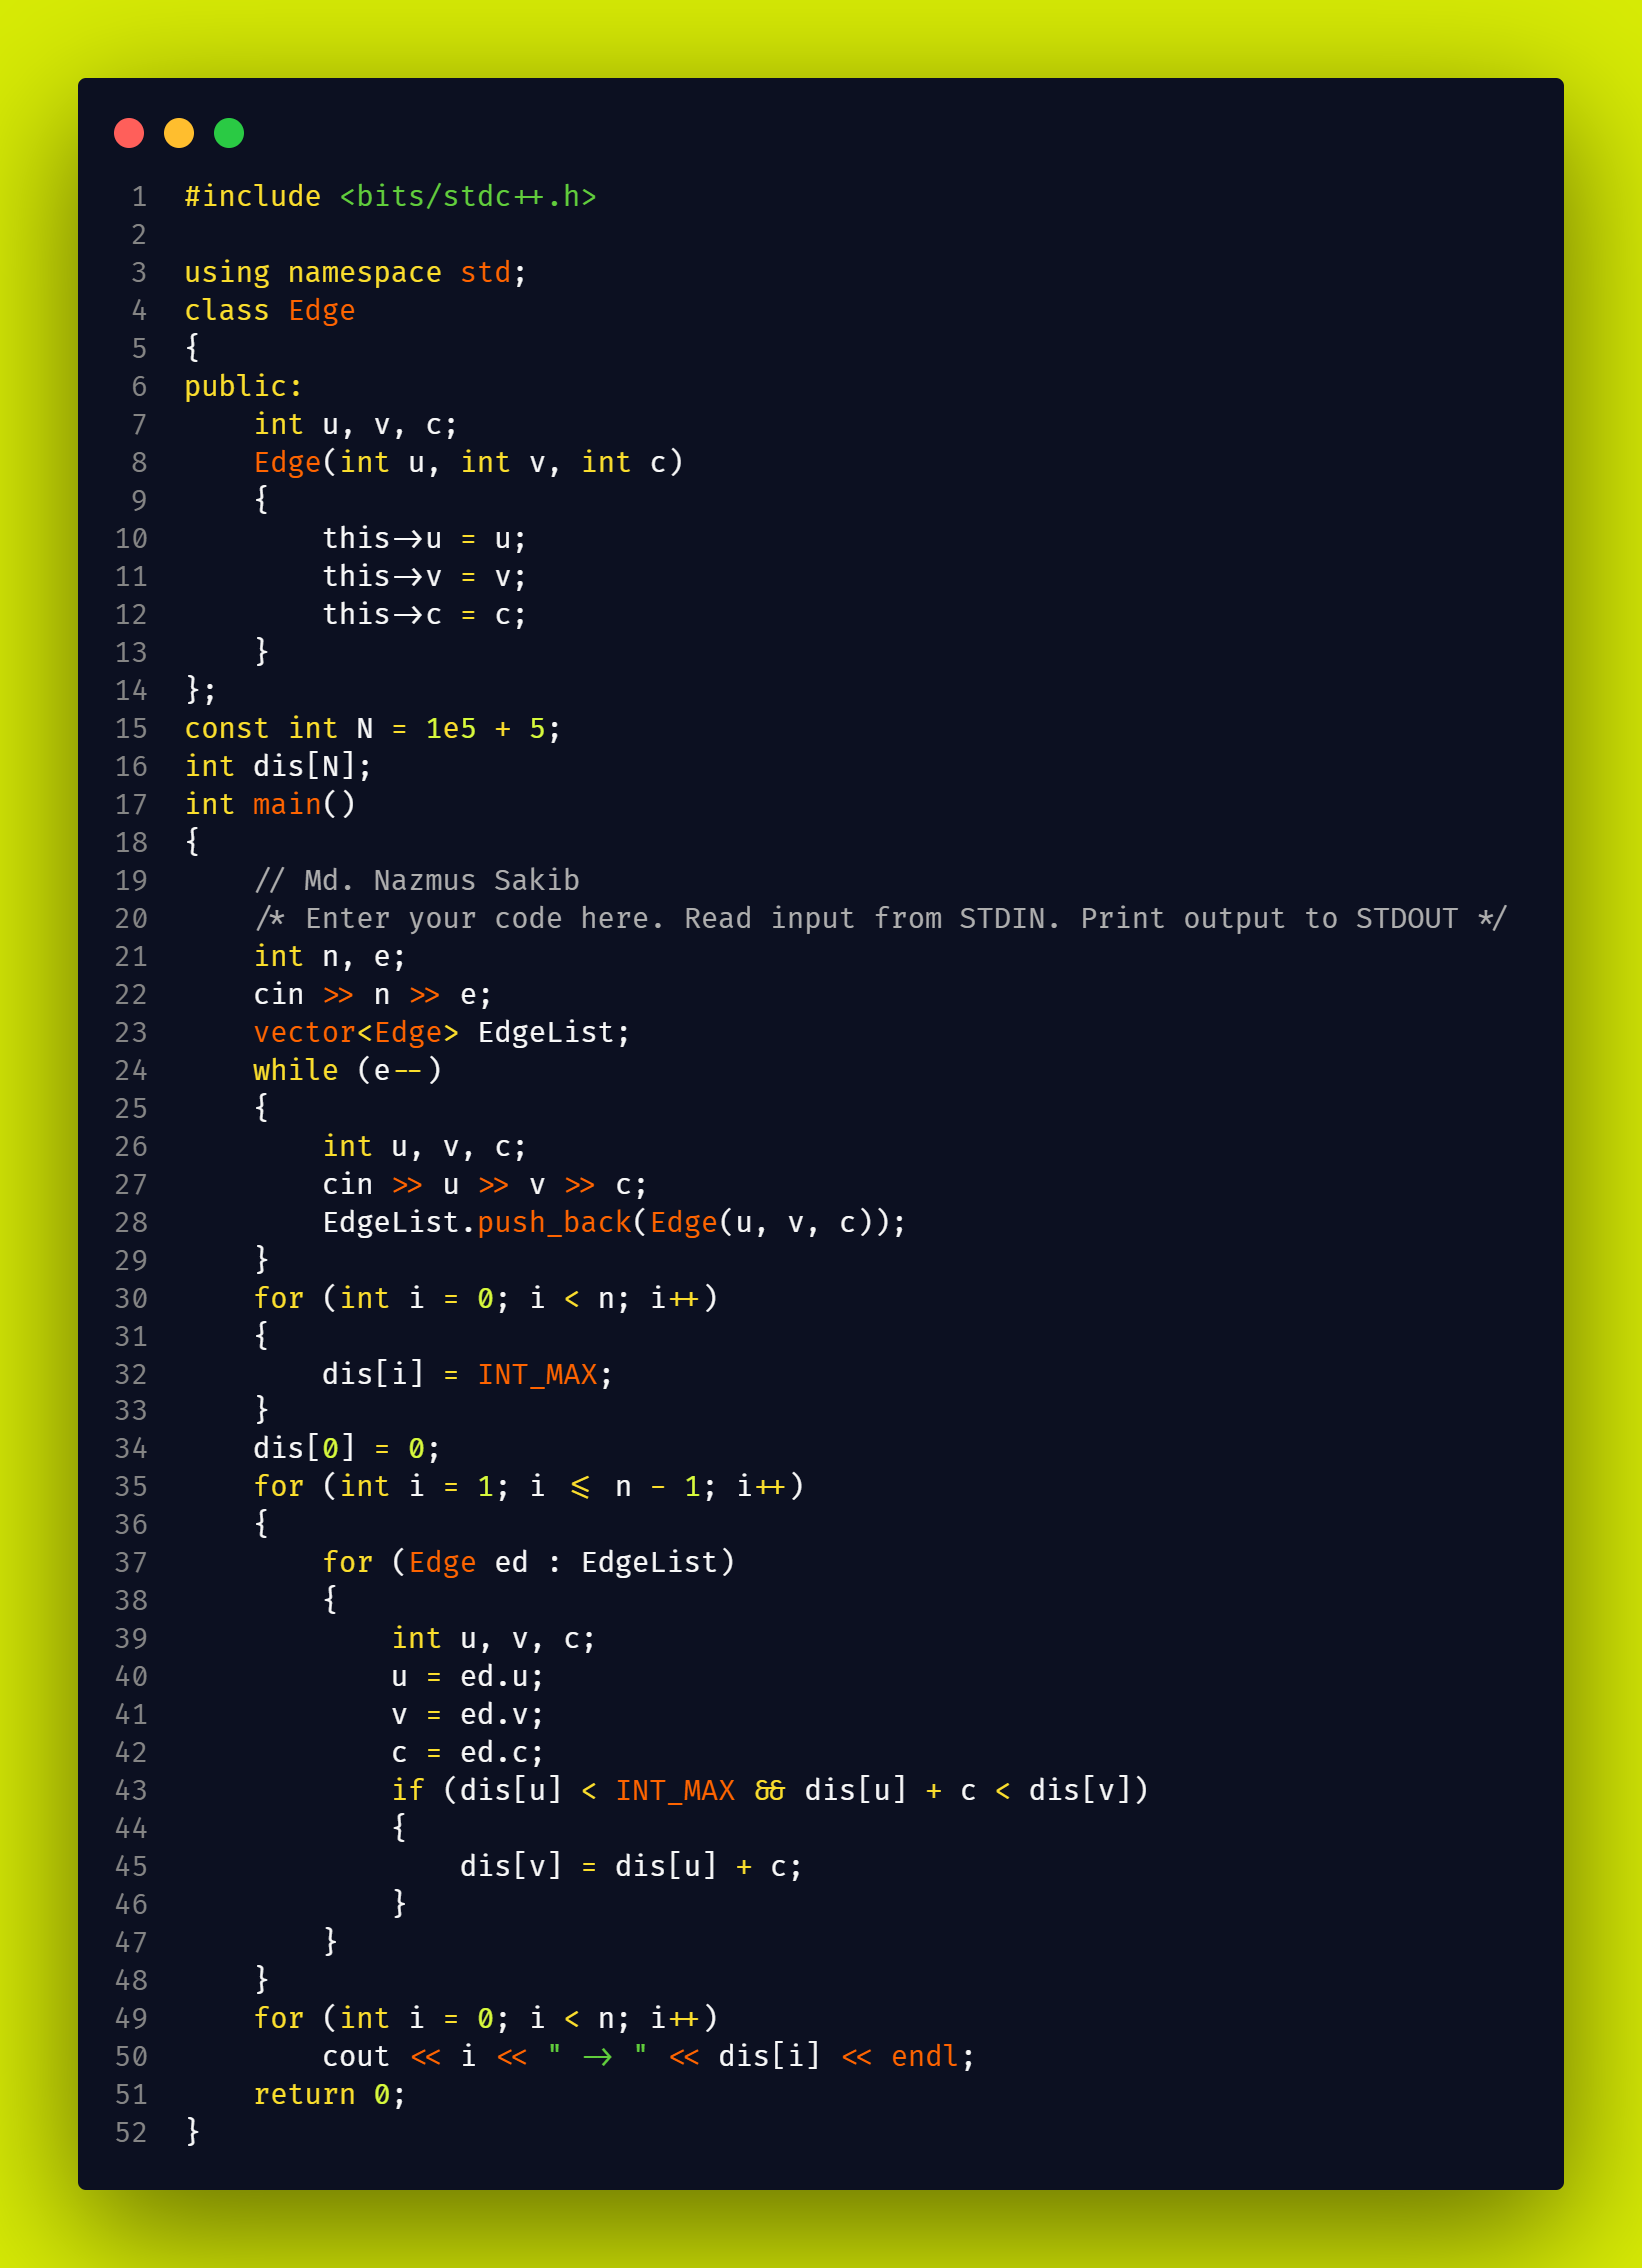 1 #include <bits/stdc++.h>
2
3 using namespace std;
4 class Edge
5 {
6 public:
7     int u, v, c;
8     Edge(int u, int v, int c)
9     {
10         this->u = u;
11         this->v = v;
12         this->c = c;
13     }
14 };
15 const int N = 1e5 + 5;
16 int dis[N];
17 int main()
18 {
19     // Md. Nazmus Sakib
20     /* Enter your code here. Read input from STDIN. Print output to STDOUT */
21     int n, e;
22     cin >> n >> e;
23     vector<Edge> EdgeList;
24     while (e--)
25     {
26         int u, v, c;
27         cin >> u >> v >> c;
28         EdgeList.push_back(Edge(u, v, c));
29     }
30     for (int i = 0; i < n; i++)
31     {
32         dis[i] = INT_MAX;
33     }
34     dis[0] = 0;
35     for (int i = 1; i <= n - 1; i++)
36     {
37         for (Edge ed : EdgeList)
38         {
39             int u, v, c;
40             u = ed.u;
41             v = ed.v;
42             c = ed.c;
43             if (dis[u] < INT_MAX && dis[u] + c < dis[v])
44             {
45                 dis[v] = dis[u] + c;
46             }
47         }
48     }
49     for (int i = 0; i < n; i++)
50         cout << i << " -> " << dis[i] << endl;
51     return 0;
52 }